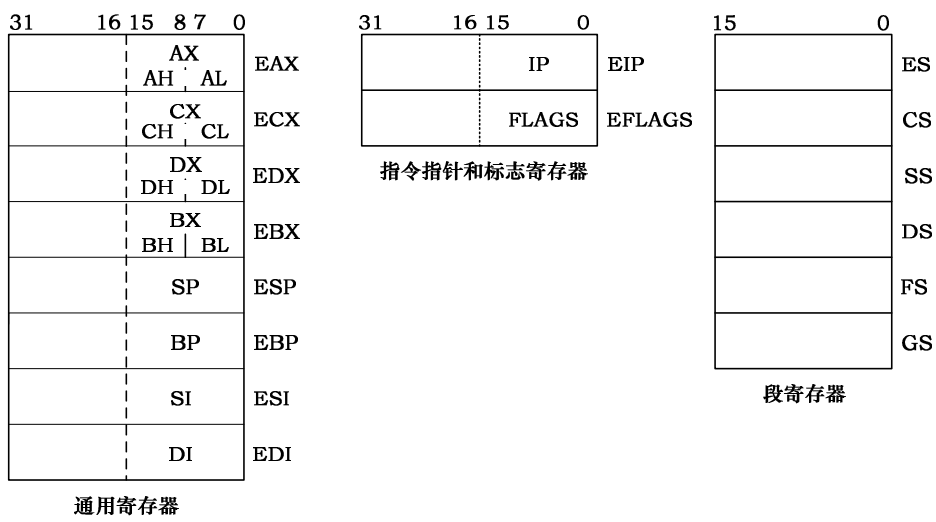 31 16 15 8 7 0
AX
AH AL EAX
CX
CH CL ECX
DX
DH DL EDX
BX
BH BL EBX
SP ESP
BP EBP
SI ESI
DI EDI
通用寄存器
31 16 15 0
IP EIP
FLAGS EFLAGS
指令指针和标志寄存器
15 0
ES
CS
SS
DS
FS
GS
段寄存器